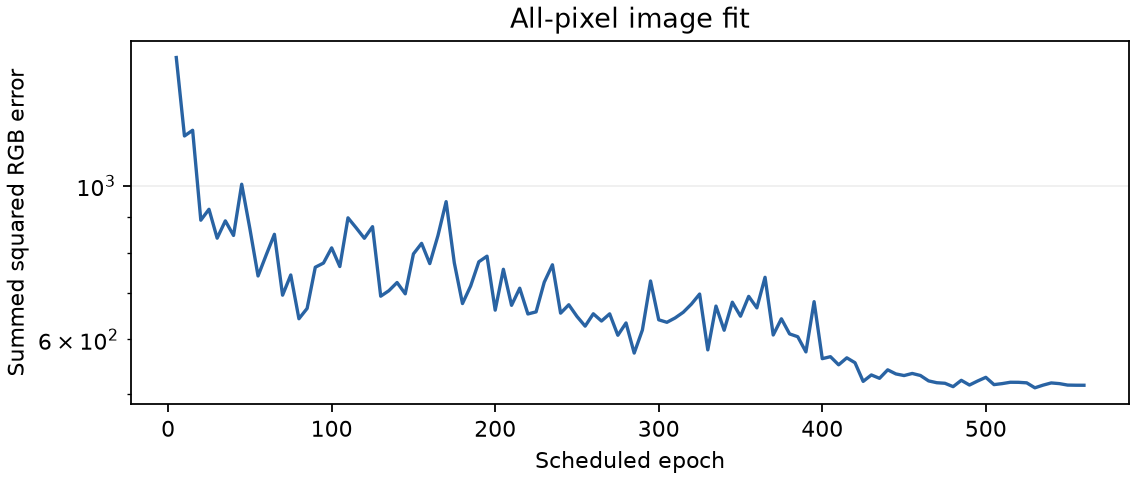 All-pixel image fit
Summed squared RGB error
10³
6 × 10²
0 100 200 300 400 500
Scheduled epoch